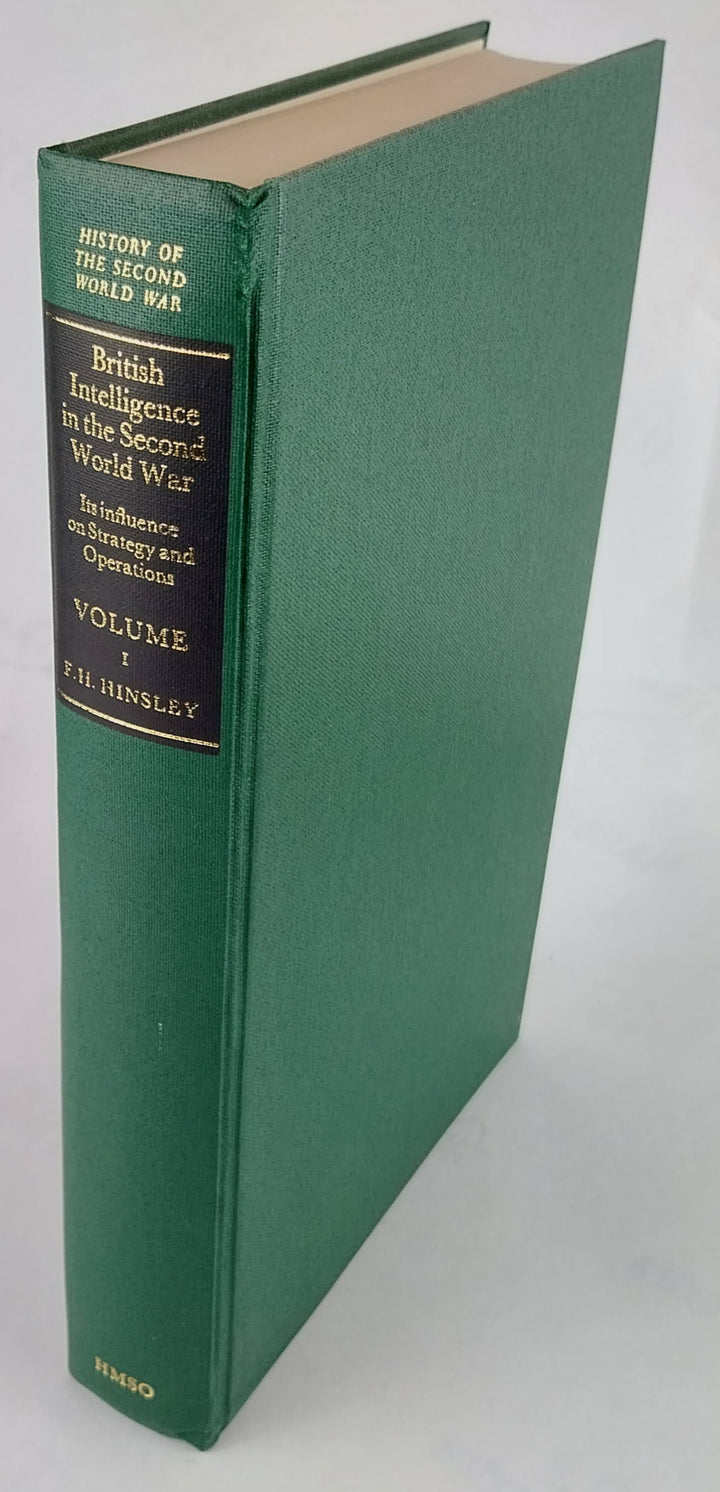 HISTORY OF
THE SECOND
WORLD WAR
British
Intelligence
in the Second
World War
Its influence
on Strategy and
Operations
VOLUME
I
F.H. HINSLEY
HMSO